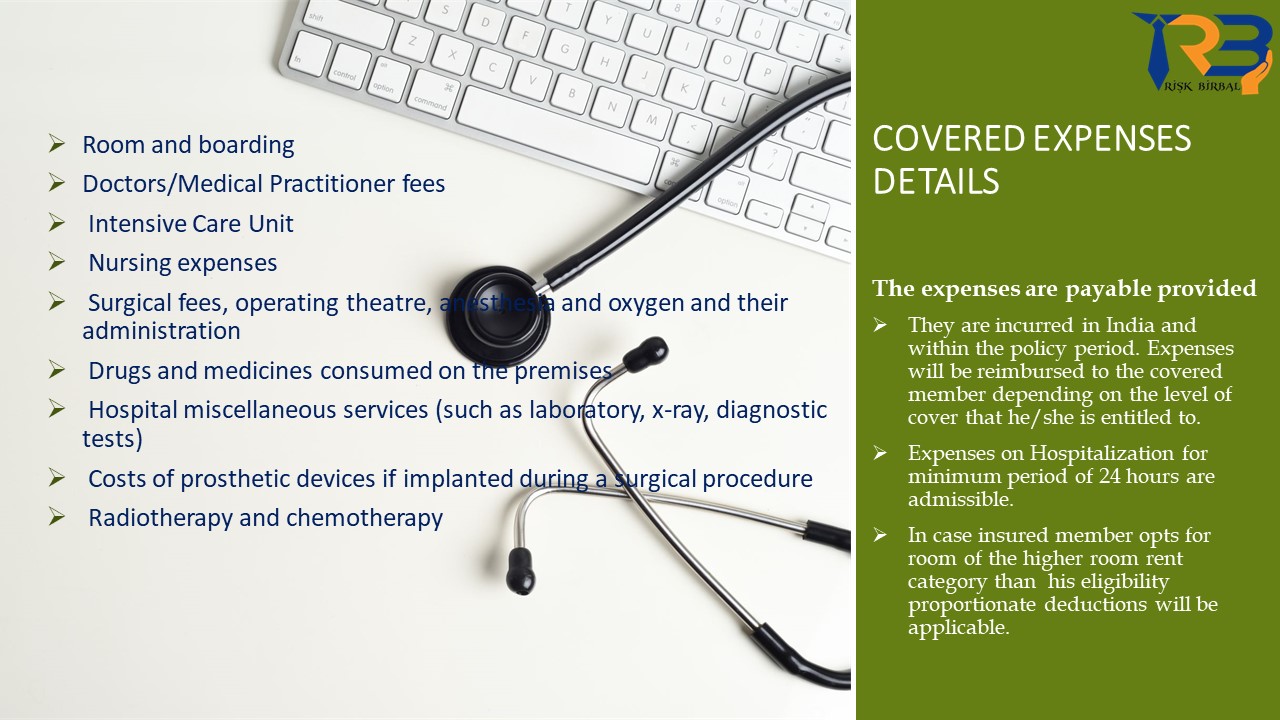 Room and boarding
Doctors/Medical Practitioner fees
Intensive Care Unit
Nursing expenses
Surgical fees, operating theatre, anesthesia and oxygen and their
administration
Drugs and medicines consumed on the premises
Hospital miscellaneous services (such as laboratory, x-ray, diagnostic
tests)
Costs of prosthetic devices if implanted during a surgical procedure
Radiotherapy and chemotherapy
RB
RISK BIRBAL
COVERED EXPENSES
DETAILS
The expenses are payable provided
They are incurred in India and
within the policy period. Expenses
will be reimbursed to the covered
member depending on the level of
cover that he/she is entitled to.
Expenses on Hospitalization for
minimum period of 24 hours are
admissible.
In case insured member opts for
room of the higher room rent
category than his eligibility
proportionate deductions will be
applicable.
shift
fn
control
option
command
Z
X
C
V
B
N
M
S
D
F
G
H
J
K
L
T
Y
U
I
O
P
option